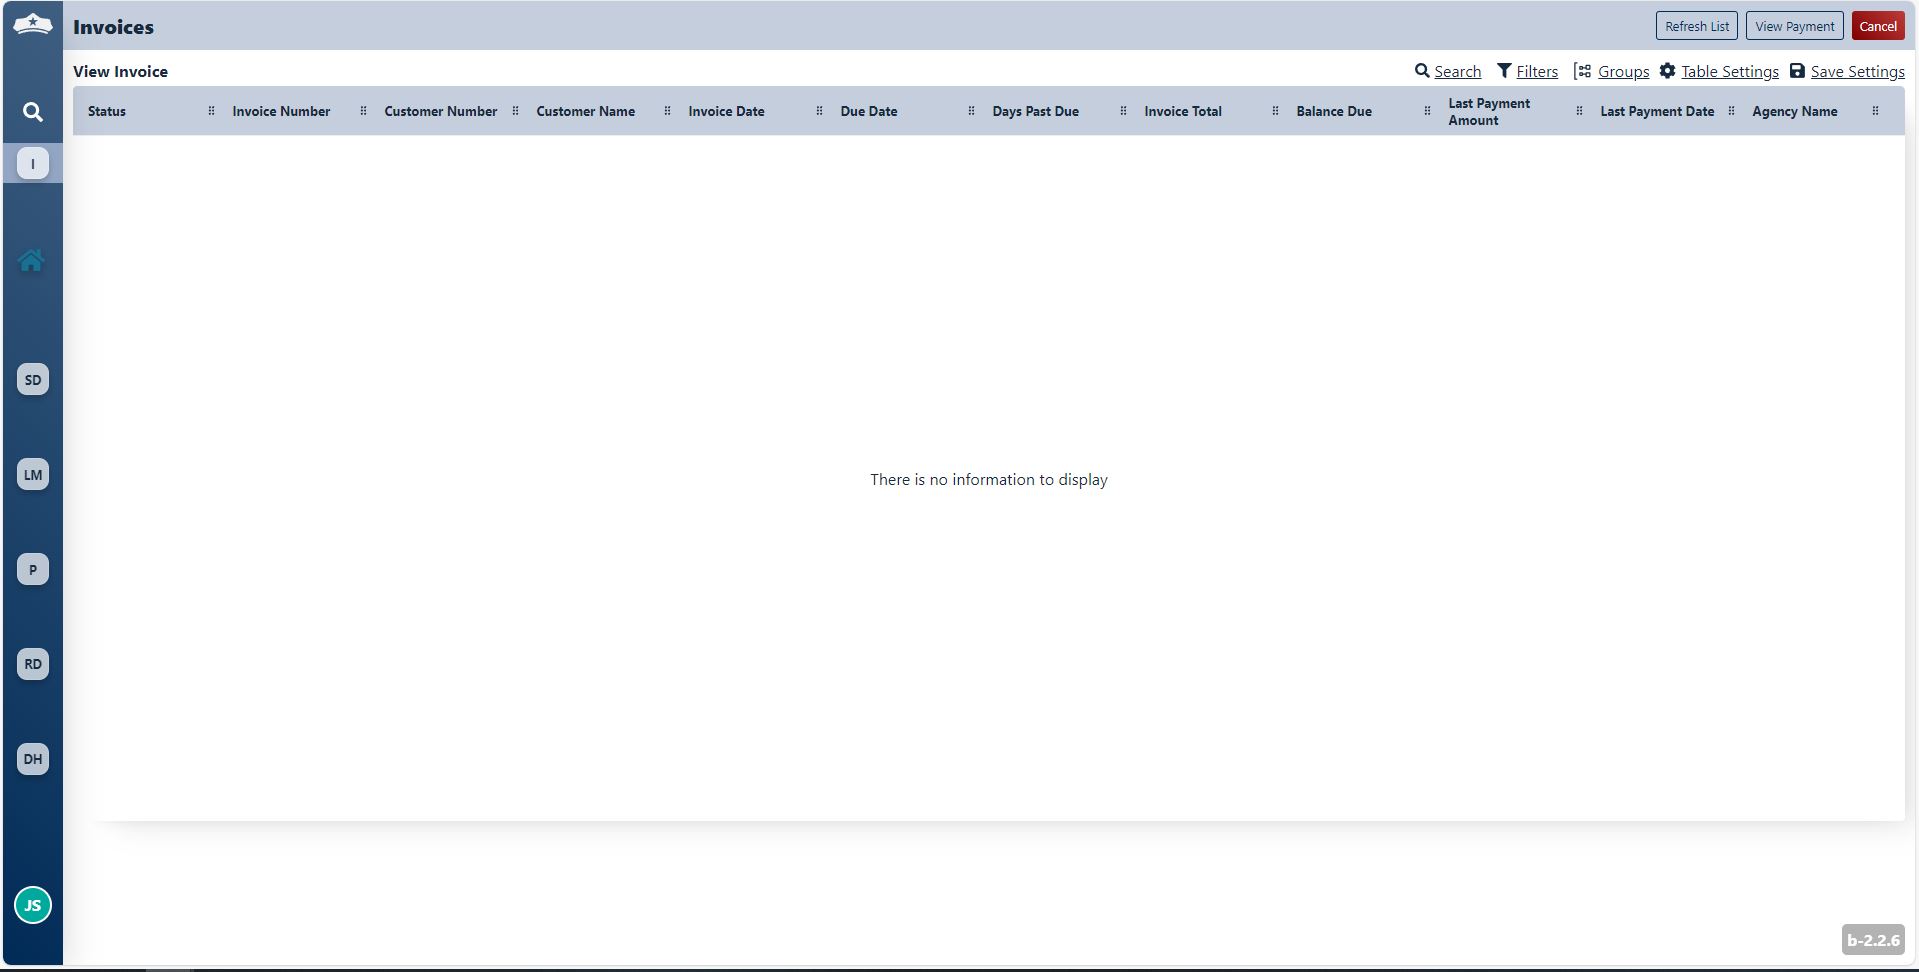 Invoices
Refresh List
View Payment
Cancel
View Invoice
Search
Filters
Groups
Table Settings
Save Settings
Status
Invoice Number
Customer Number
Customer Name
Invoice Date
Due Date
Days Past Due
Invoice Total
Balance Due
Last Payment
Amount
Last Payment Date
Agency Name
I
There is no information to display
SD
LM
P
RD
DH
JS
b-2.2.6